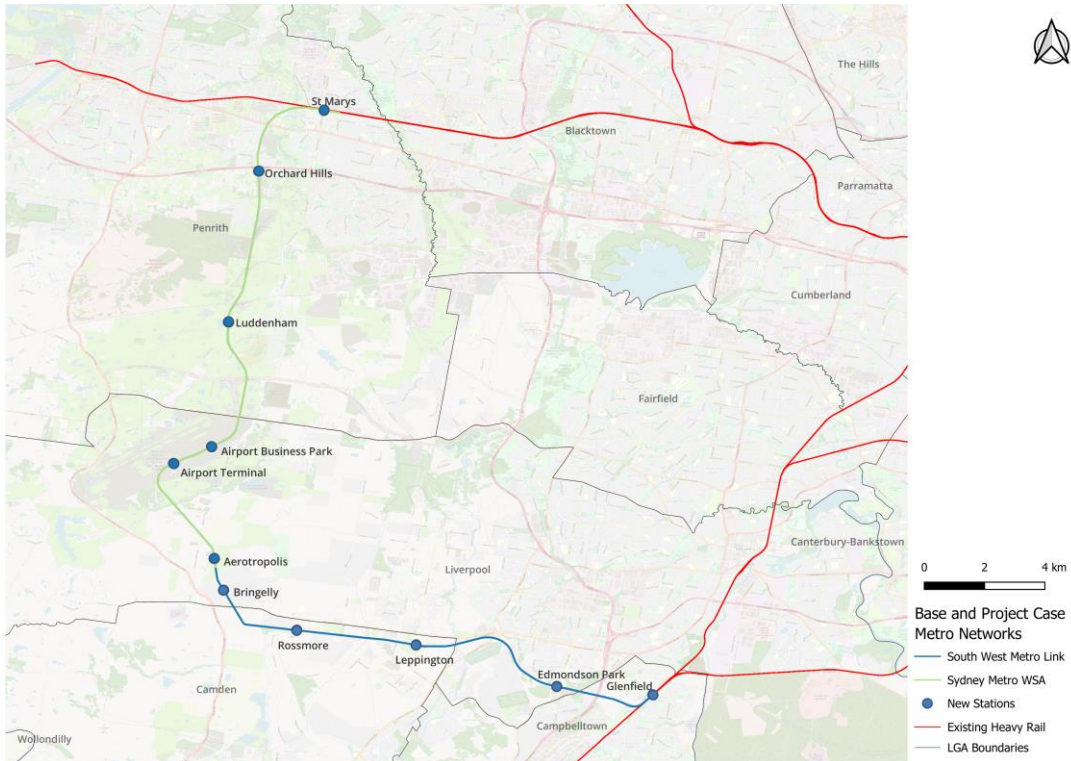 The Hills
St Marys
Blacktown
Orchard Hills
Parramatta
Penrith
Cumberland
Luddenham
Fairfield
Airport Business Park
Airport Terminal
Canterbury-Bankstown
Aerotropolis
Liverpool
Bringelly
Rossmore
Leppington
Edmondson Park
Glenfield
Camden
Campbelltown
Wollondilly
0 2 4 km
Base and Project Case
Metro Networks
South West Metro Link
Sydney Metro WSA
New Stations
Existing Heavy Rail
LGA Boundaries